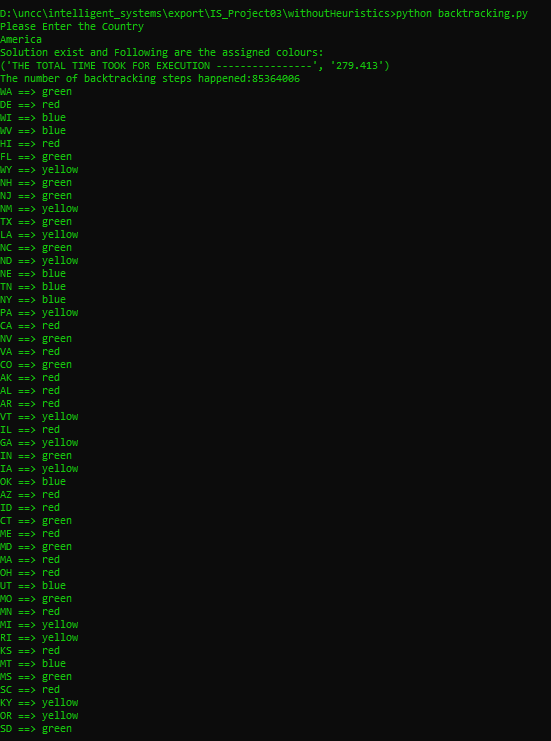 D:\uncc\intelligent_systems\export\IS_Project03\withoutHeuristics>python backtracking.py
Please Enter the Country
America
Solution exist and Following are the assigned colours:
('THE TOTAL TIME TOOK FOR EXECUTION ----------------', '279.413')
The number of backtracking steps happened:85364006
WA ==> green
DE ==> red
WI ==> blue
WV ==> blue
HI ==> red
FL ==> green
WY ==> yellow
NH ==> green
NJ ==> green
NM ==> yellow
TX ==> green
LA ==> yellow
NC ==> green
ND ==> yellow
NE ==> blue
TN ==> blue
NY ==> blue
PA ==> yellow
CA ==> red
NV ==> green
VA ==> red
CO ==> green
AK ==> red
AL ==> red
AR ==> red
VT ==> yellow
IL ==> red
GA ==> yellow
IN ==> green
IA ==> yellow
OK ==> blue
AZ ==> red
ID ==> red
CT ==> green
ME ==> red
MD ==> green
MA ==> red
OH ==> red
UT ==> blue
MO ==> green
MN ==> red
MI ==> yellow
RI ==> yellow
KS ==> red
MT ==> blue
MS ==> green
SC ==> red
KY ==> yellow
OR ==> yellow
SD ==> green